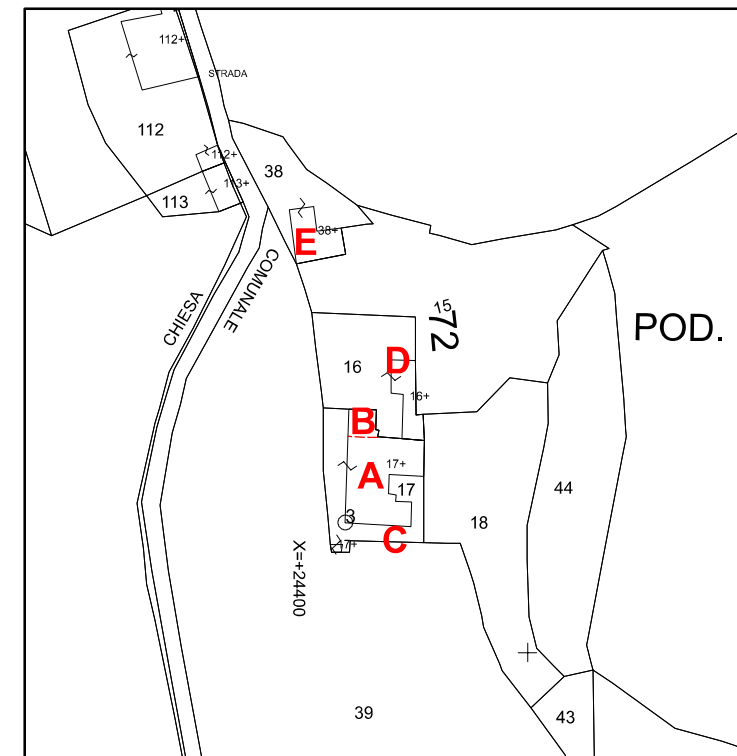 112+
STRADA
112
112+
38
113+
113
38+
E
COMUNALE
CHIESA
15
72
POD.
16
D
16+
B
17+
A
17
44
3
18
C
17+
X=+24400
39
43